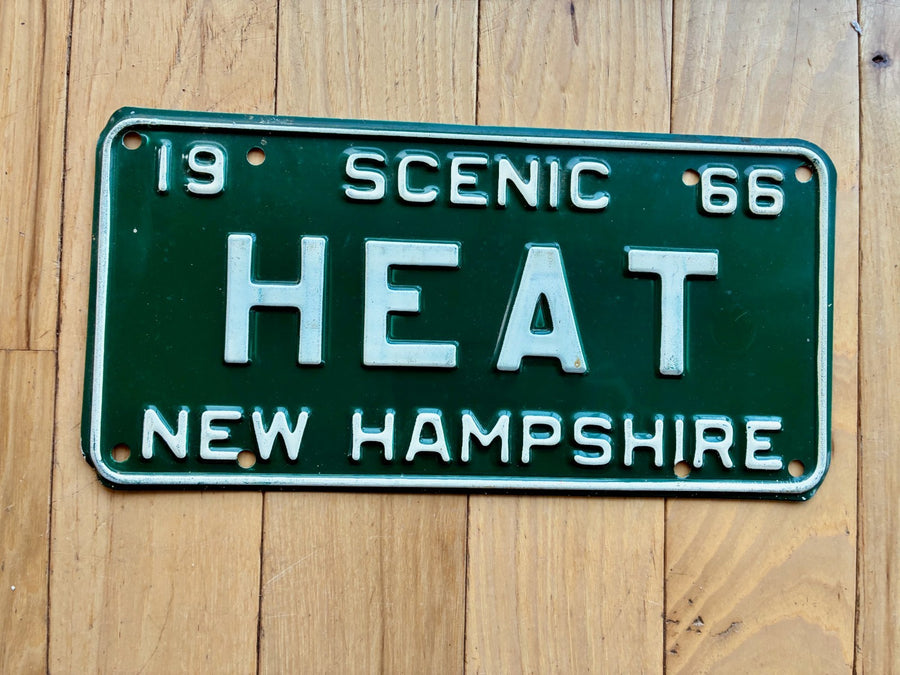 19 SCENIC 66
HEAT
NEW HAMPSHIRE